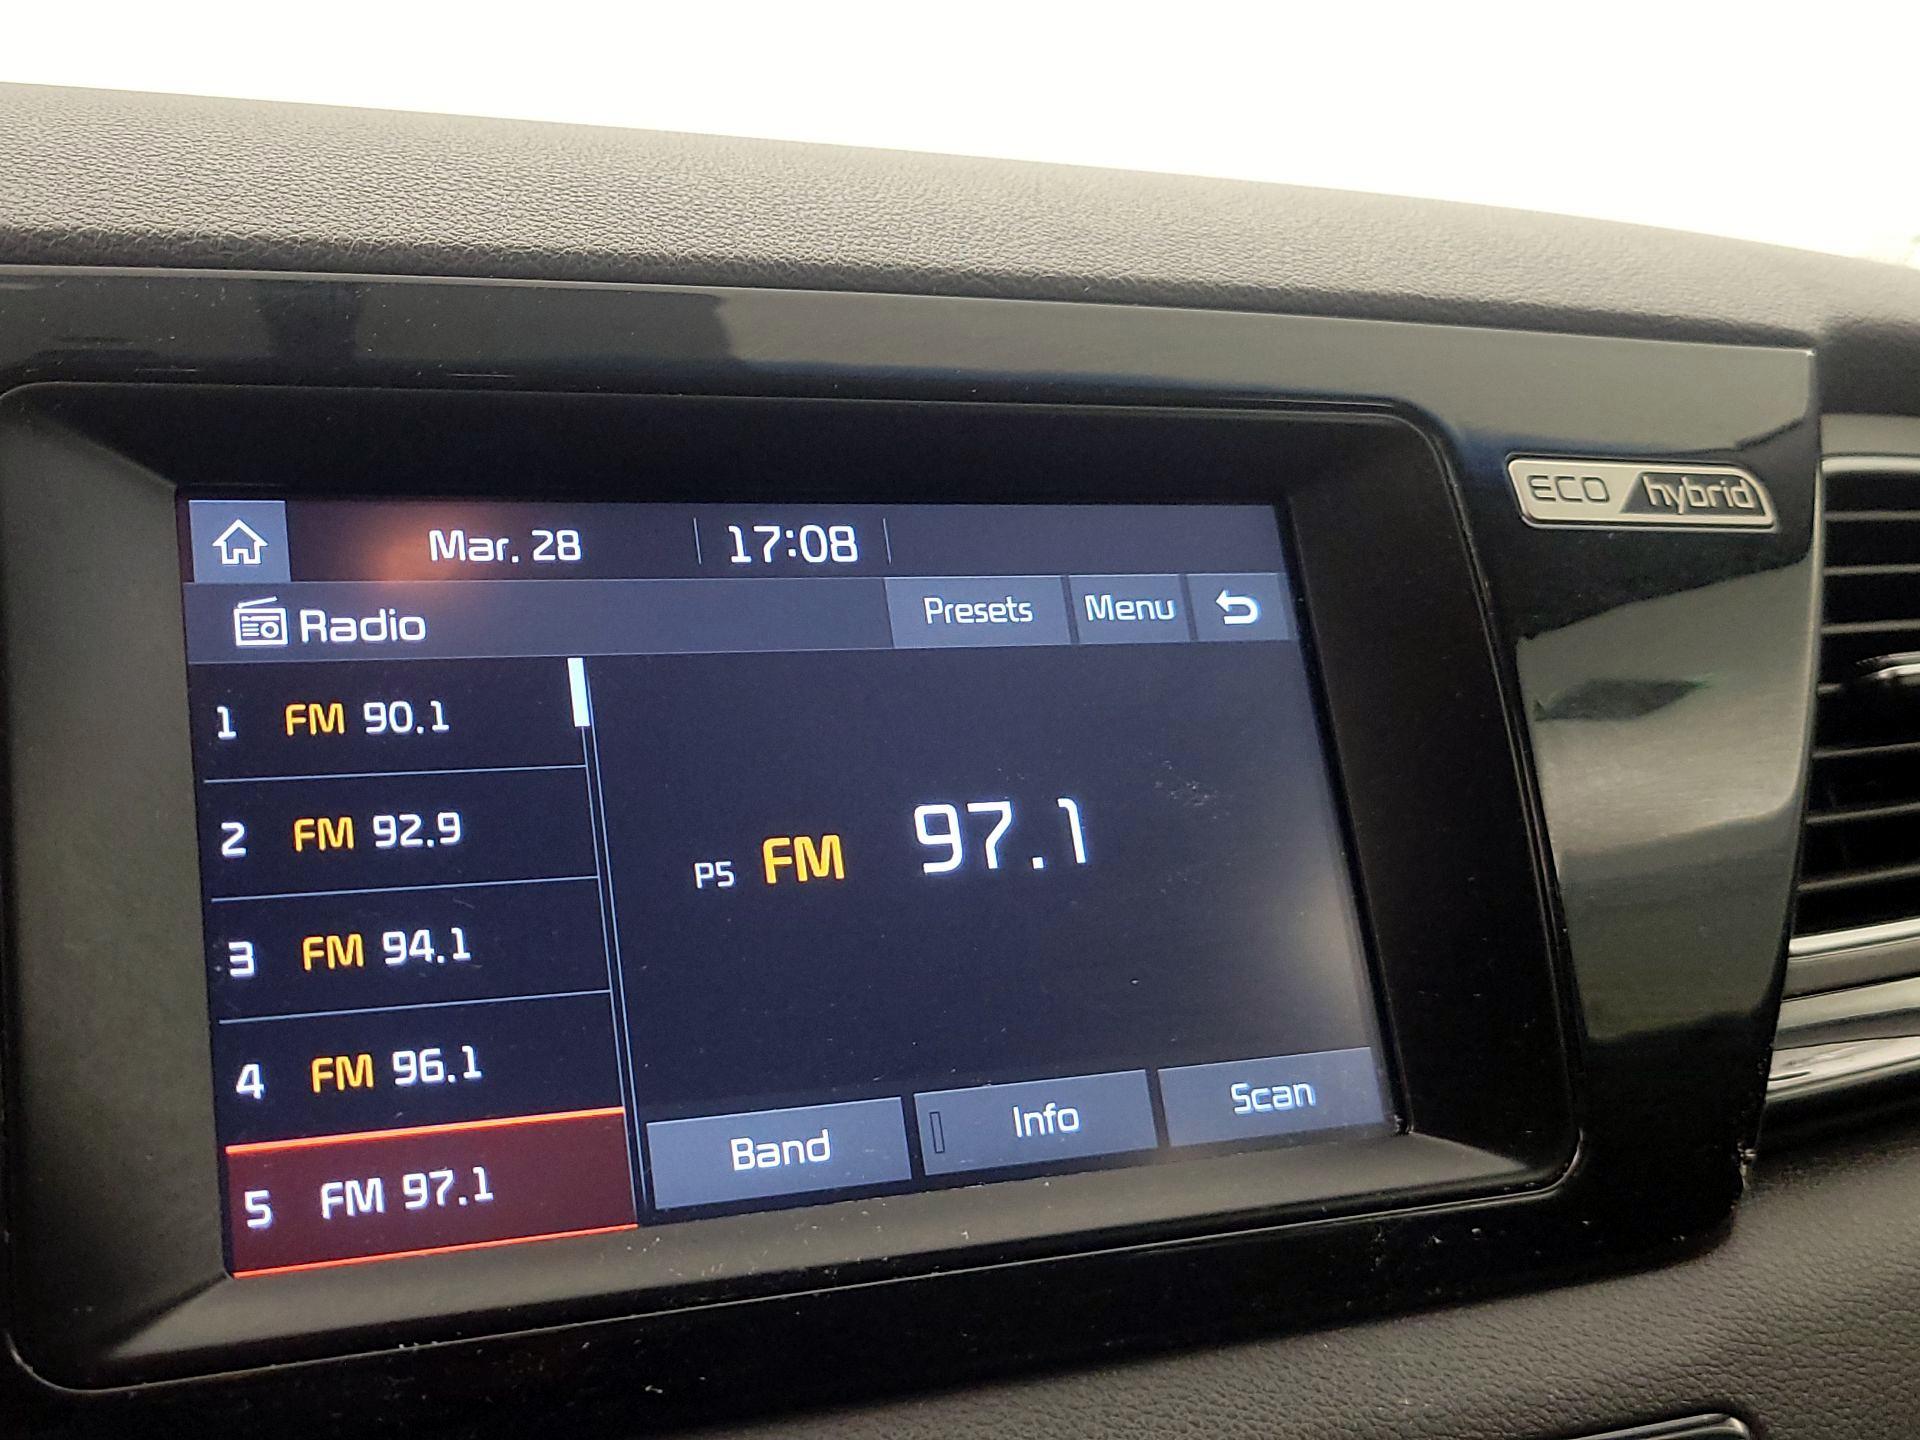 Mar. 28 17:08
ECO hybrid
Radio Presets Menu
1 FM 90.1
2 FM 92.9
3 FM 94.1
4 FM 96.1
5 FM 97.1
P5 FM 97.1
Band Info Scan